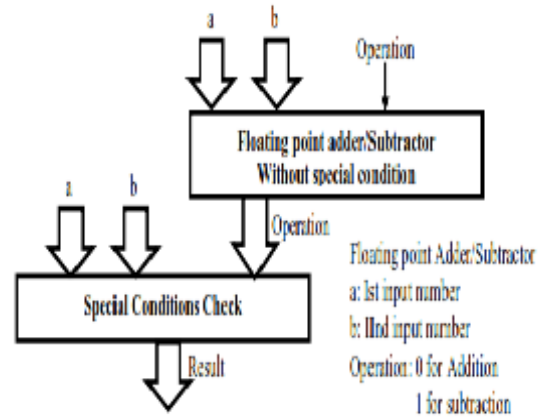 a
b
Operation
Floating point adder/Subtractor
Without special condition
a
b
Operation
Special Conditions Check
Result
Floating point Adder/Subtractor
a: Ist input number
b: IInd input number
Operation: 0 for Addition
1 for subtraction